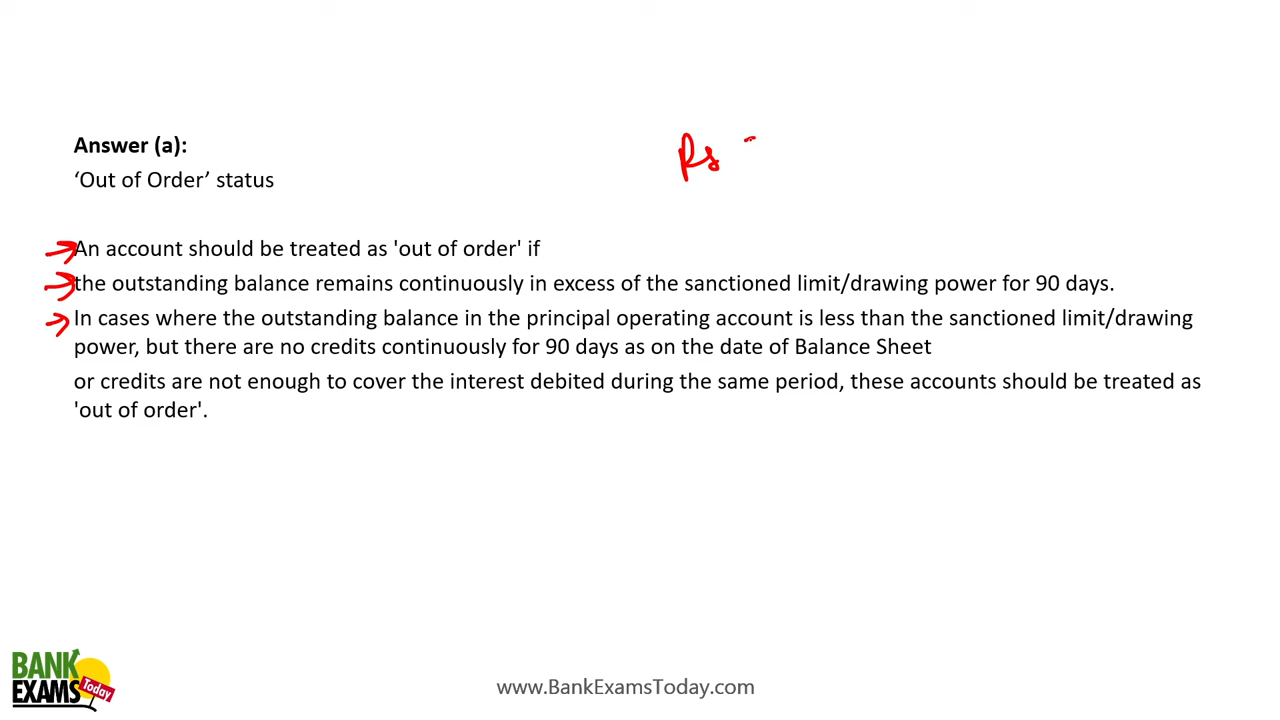 Answer (a):
Rs
‘Out of Order’ status
An account should be treated as 'out of order' if
the outstanding balance remains continuously in excess of the sanctioned limit/drawing power for 90 days.
In cases where the outstanding balance in the principal operating account is less than the sanctioned limit/drawing
power, but there are no credits continuously for 90 days as on the date of Balance Sheet
or credits are not enough to cover the interest debited during the same period, these accounts should be treated as
'out of order'.
BANK
EXAMS
Today
www.BankExamsToday.com